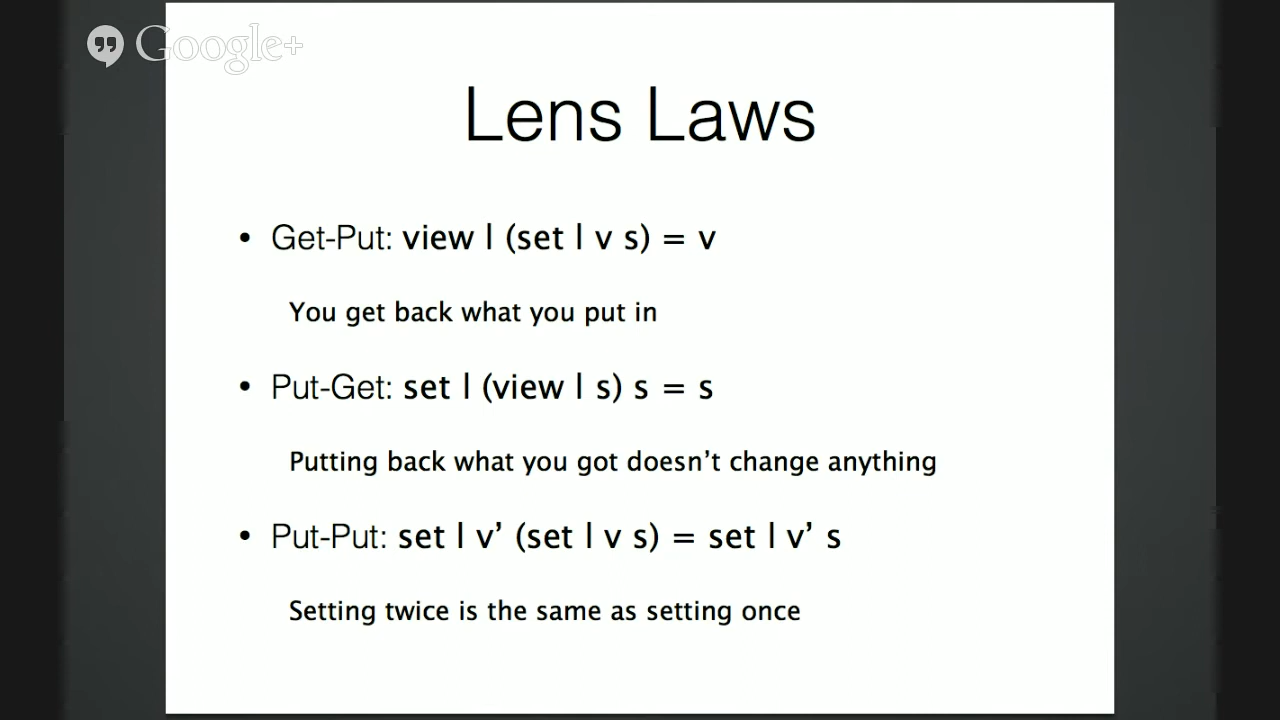 Google+
Lens Laws
• Get-Put: view l (set l v s) = v
You get back what you put in
• Put-Get: set l (view l s) s = s
Putting back what you got doesn’t change anything
• Put-Put: set l v’ (set l v s) = set l v’ s
Setting twice is the same as setting once